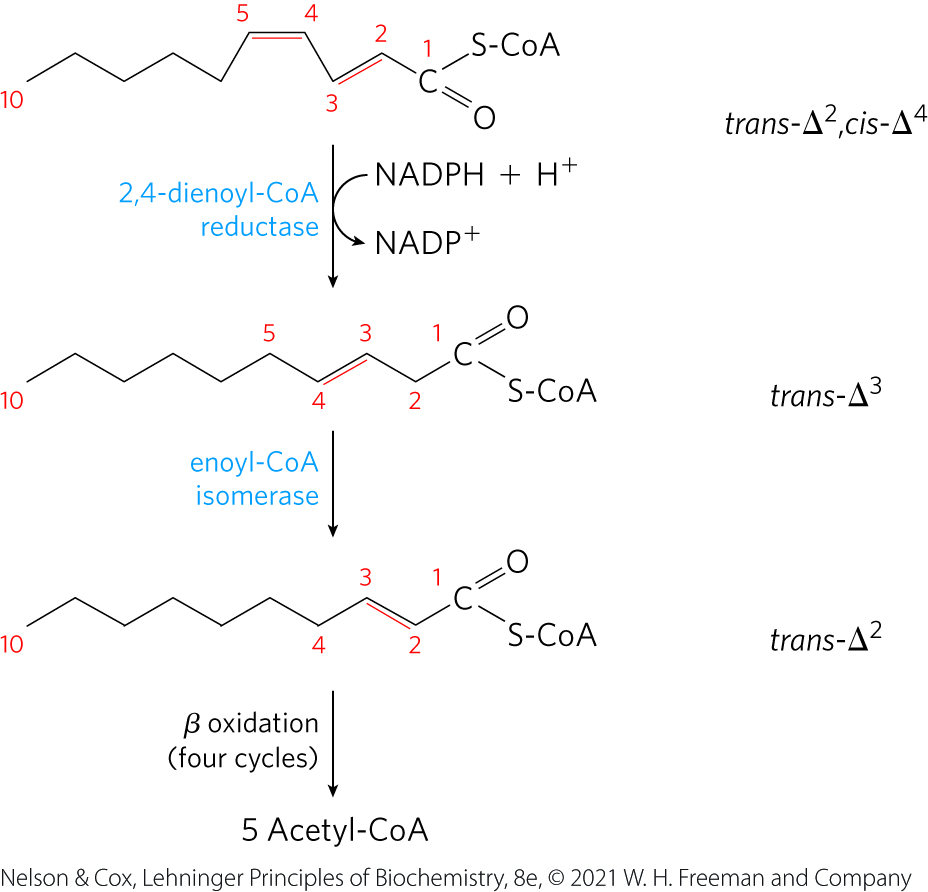 5 4 2 1 S-CoA
C
10 3 O
trans-Δ²,cis-Δ⁴
2,4-dienoyl-CoA
reductase
NADPH + H⁺
NADP⁺
5 3 1 O
C
10 4 2 S-CoA
trans-Δ³
enoyl-CoA
isomerase
3 1 O
C
10 4 2 S-CoA
trans-Δ²
β oxidation
(four cycles)
5 Acetyl-CoA
Nelson & Cox, Lehninger Principles of Biochemistry, 8e, © 2021 W. H. Freeman and Company